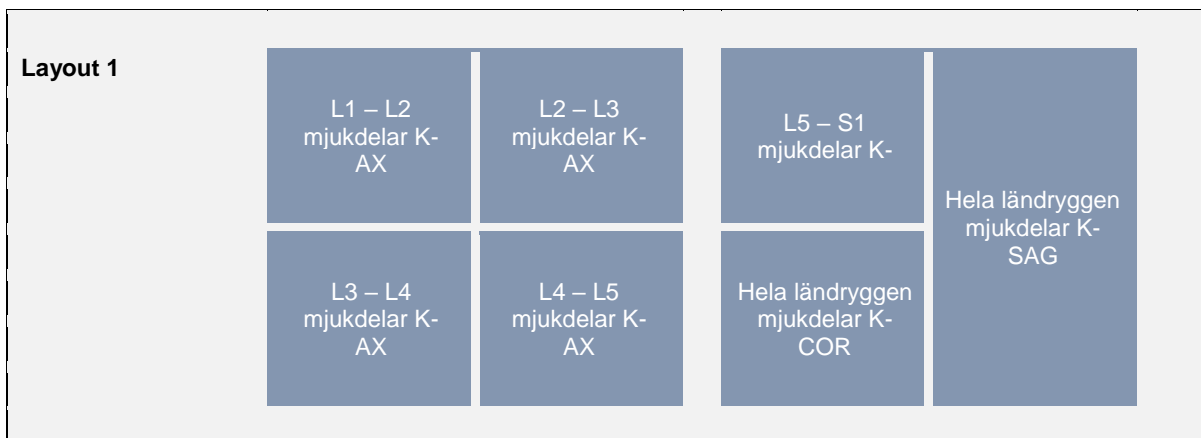 Layout 1
L1 – L2
mjukdelar K-
AX
L2 – L3
mjukdelar K-
AX
L3 – L4
mjukdelar K-
AX
L4 – L5
mjukdelar K-
AX
L5 – S1
mjukdelar K-
Hela ländryggen
mjukdelar K-
COR
Hela ländryggen
mjukdelar K-
SAG